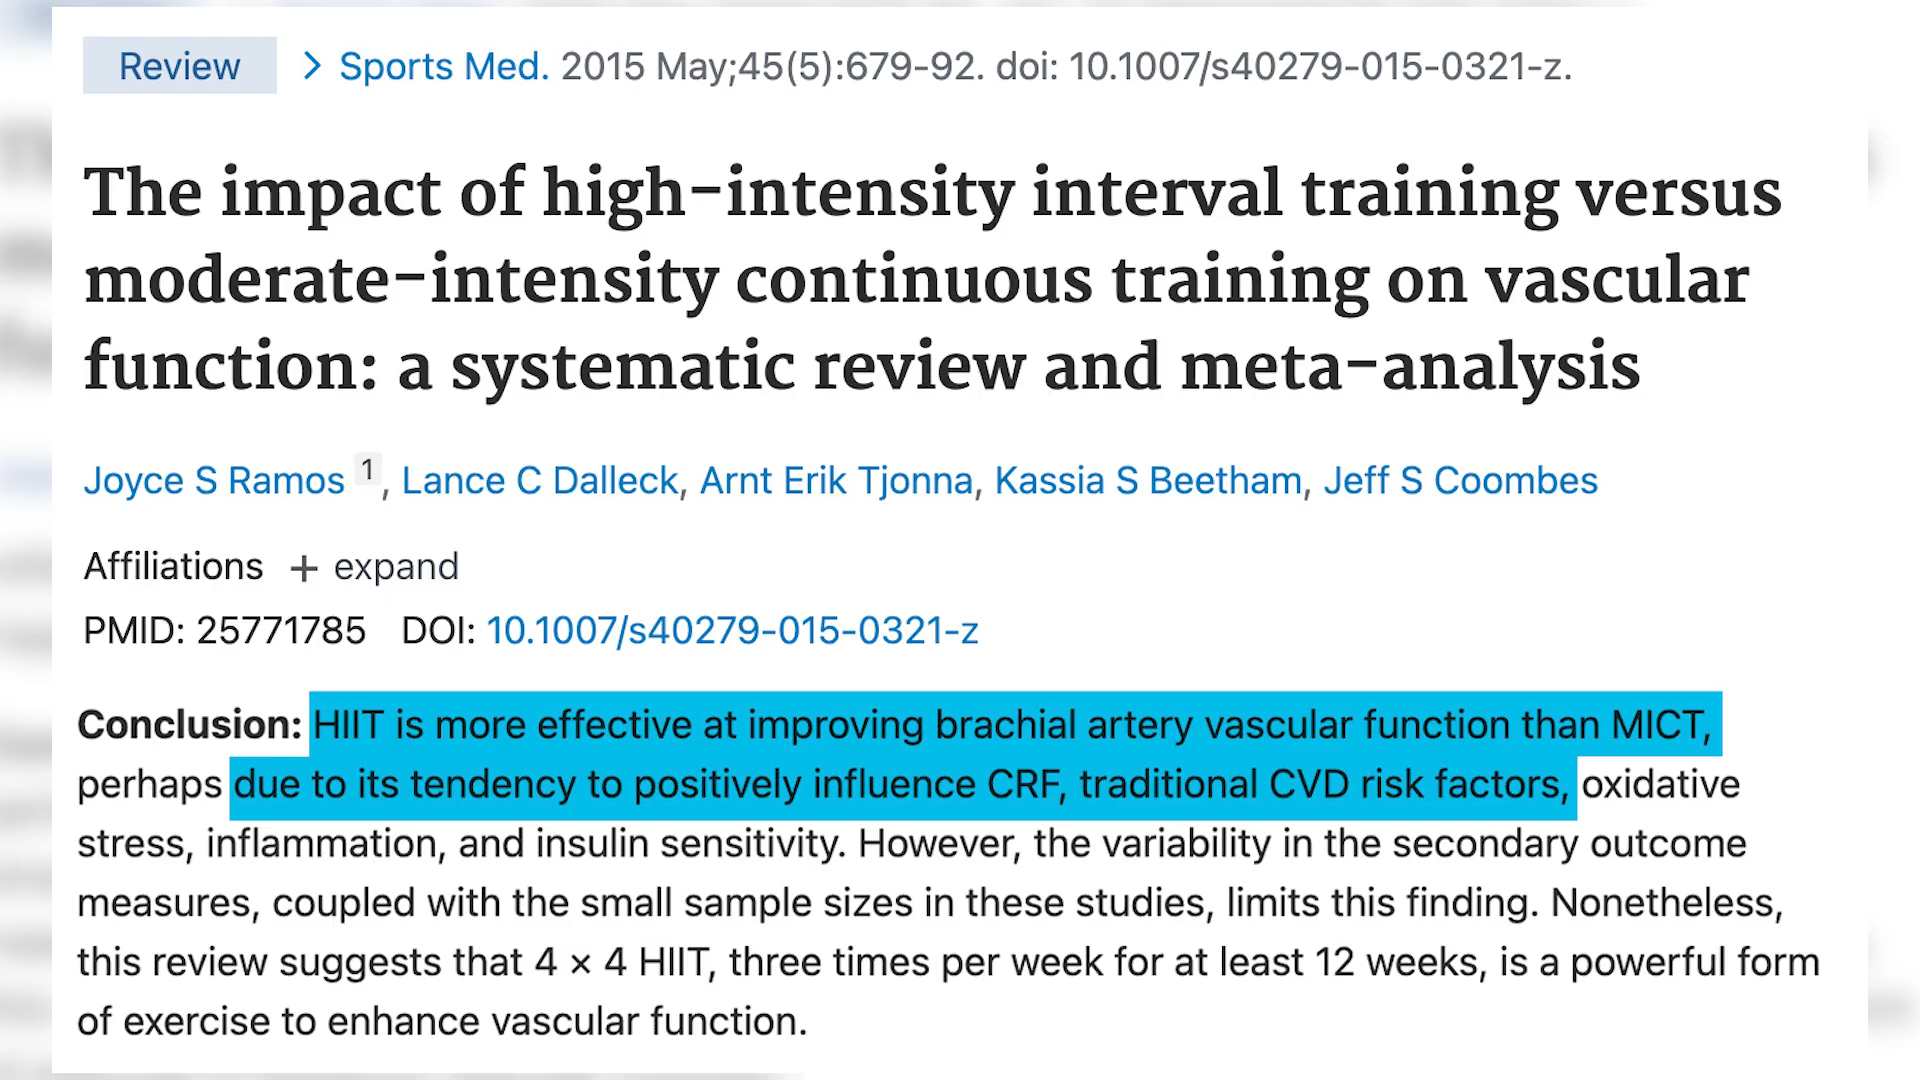 Review > Sports Med. 2015 May;45(5):679-92. doi: 10.1007/s40279-015-0321-z.
The impact of high-intensity interval training versus
moderate-intensity continuous training on vascular
function: a systematic review and meta-analysis
Joyce S Ramos 1, Lance C Dalleck, Arnt Erik Tjonna, Kassia S Beetham, Jeff S Coombes
Affiliations + expand
PMID: 25771785 DOI: 10.1007/s40279-015-0321-z
Conclusion: HIIT is more effective at improving brachial artery vascular function than MICT,
perhaps due to its tendency to positively influence CRF, traditional CVD risk factors, oxidative
stress, inflammation, and insulin sensitivity. However, the variability in the secondary outcome
measures, coupled with the small sample sizes in these studies, limits this finding. Nonetheless,
this review suggests that 4 × 4 HIIT, three times per week for at least 12 weeks, is a powerful form
of exercise to enhance vascular function.